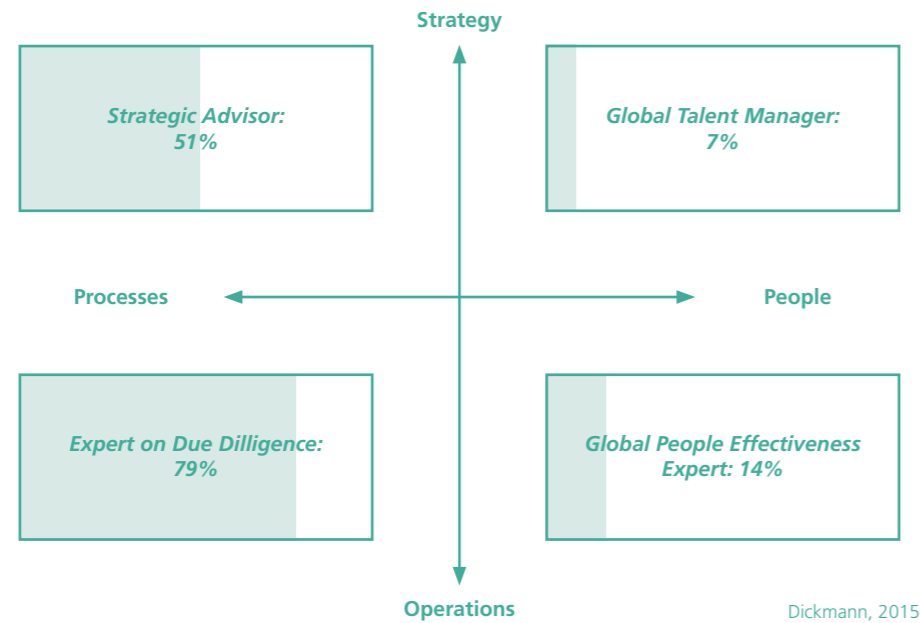 Strategy
Strategic Advisor:
51%
Global Talent Manager:
7%
Processes
People
Expert on Due Dilligence:
79%
Global People Effectiveness
Expert: 14%
Operations
Dickmann, 2015